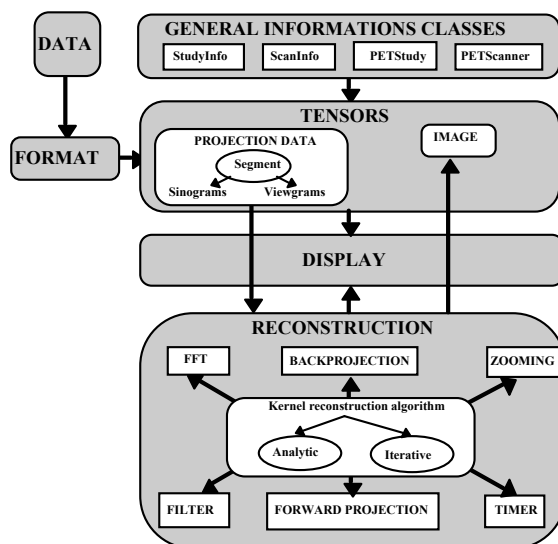 DATA
GENERAL INFORMATIONS CLASSES
StudyInfo
ScanInfo
PETStudy
PETScanner
FORMAT
TENSORS
PROJECTION DATA
Segment
Sinograms
Viewgrams
IMAGE
DISPLAY
RECONSTRUCTION
FFT
BACKPROJECTION
ZOOMING
Kernel reconstruction algorithm
Analytic
Iterative
FILTER
FORWARD PROJECTION
TIMER